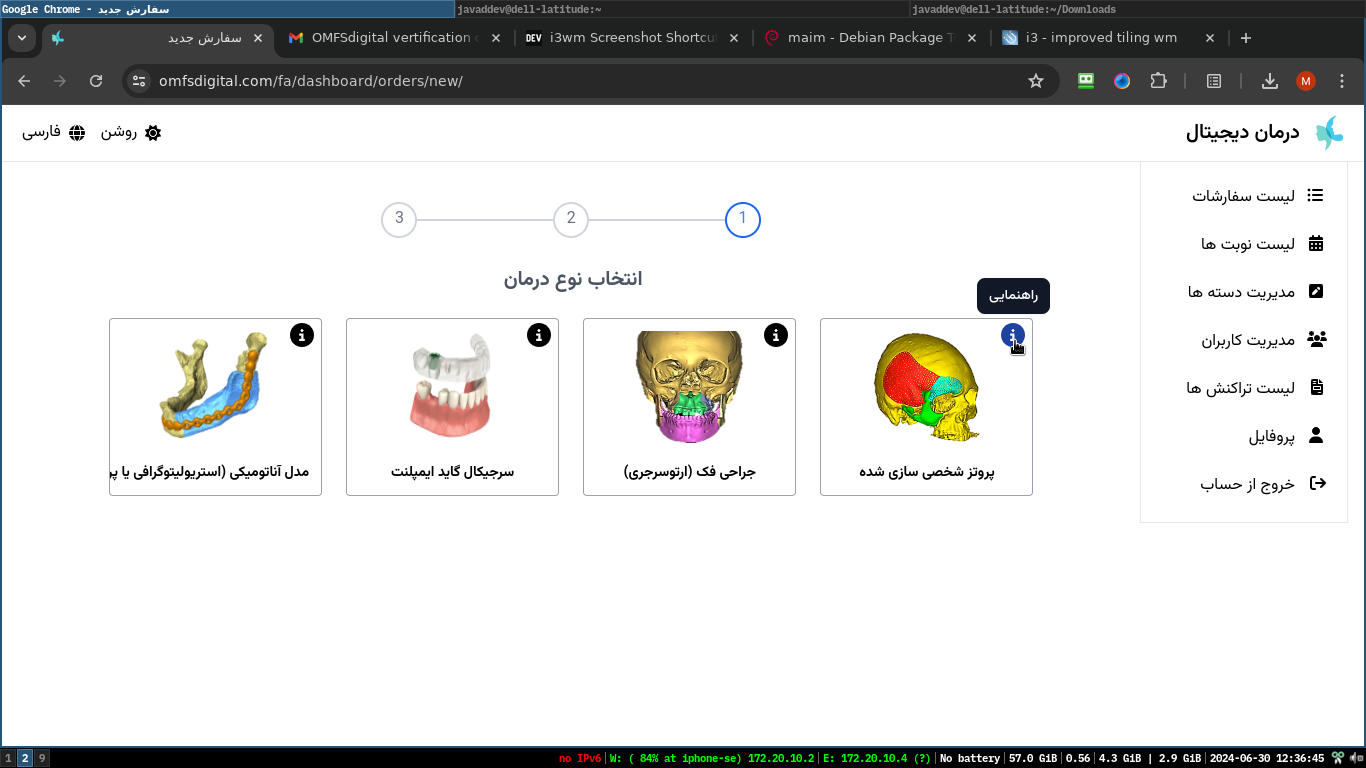 سفارش جدید - Google Chrome
javaddev@dell-latitude:~
javaddev@dell-latitude:~/Downloads
سفارش جدید
OMFSdigital vertification
i3wm Screenshot Shortcu
maim - Debian Package
i3 - improved tiling wm
omfsdigital.com/fa/dashboard/orders/new/
M
درمان دیجیتال
روشن
فارسی
لیست سفارشات
لیست نوبت ها
مدیریت دسته ها
مدیریت کاربران
لیست تراکنش ها
پروفایل
خروج از حساب
1
2
3
انتخاب نوع درمان
راهنمایی
پروتز شخصی سازی شده
جراحی فک (ارتوسرجری)
سرجیکال گاید ایمپلنت
مدل آناتومیکی (استریولیتوگرافی یا پر
1 2 9
no IPv6 | W: ( 84% at iphone-se) 172.20.10.2 | E: 172.20.10.4 (?) | No battery | 57.0 GiB | 0.56 | 4.3 GiB | 2.9 GiB | 2024-06-30 12:36:45